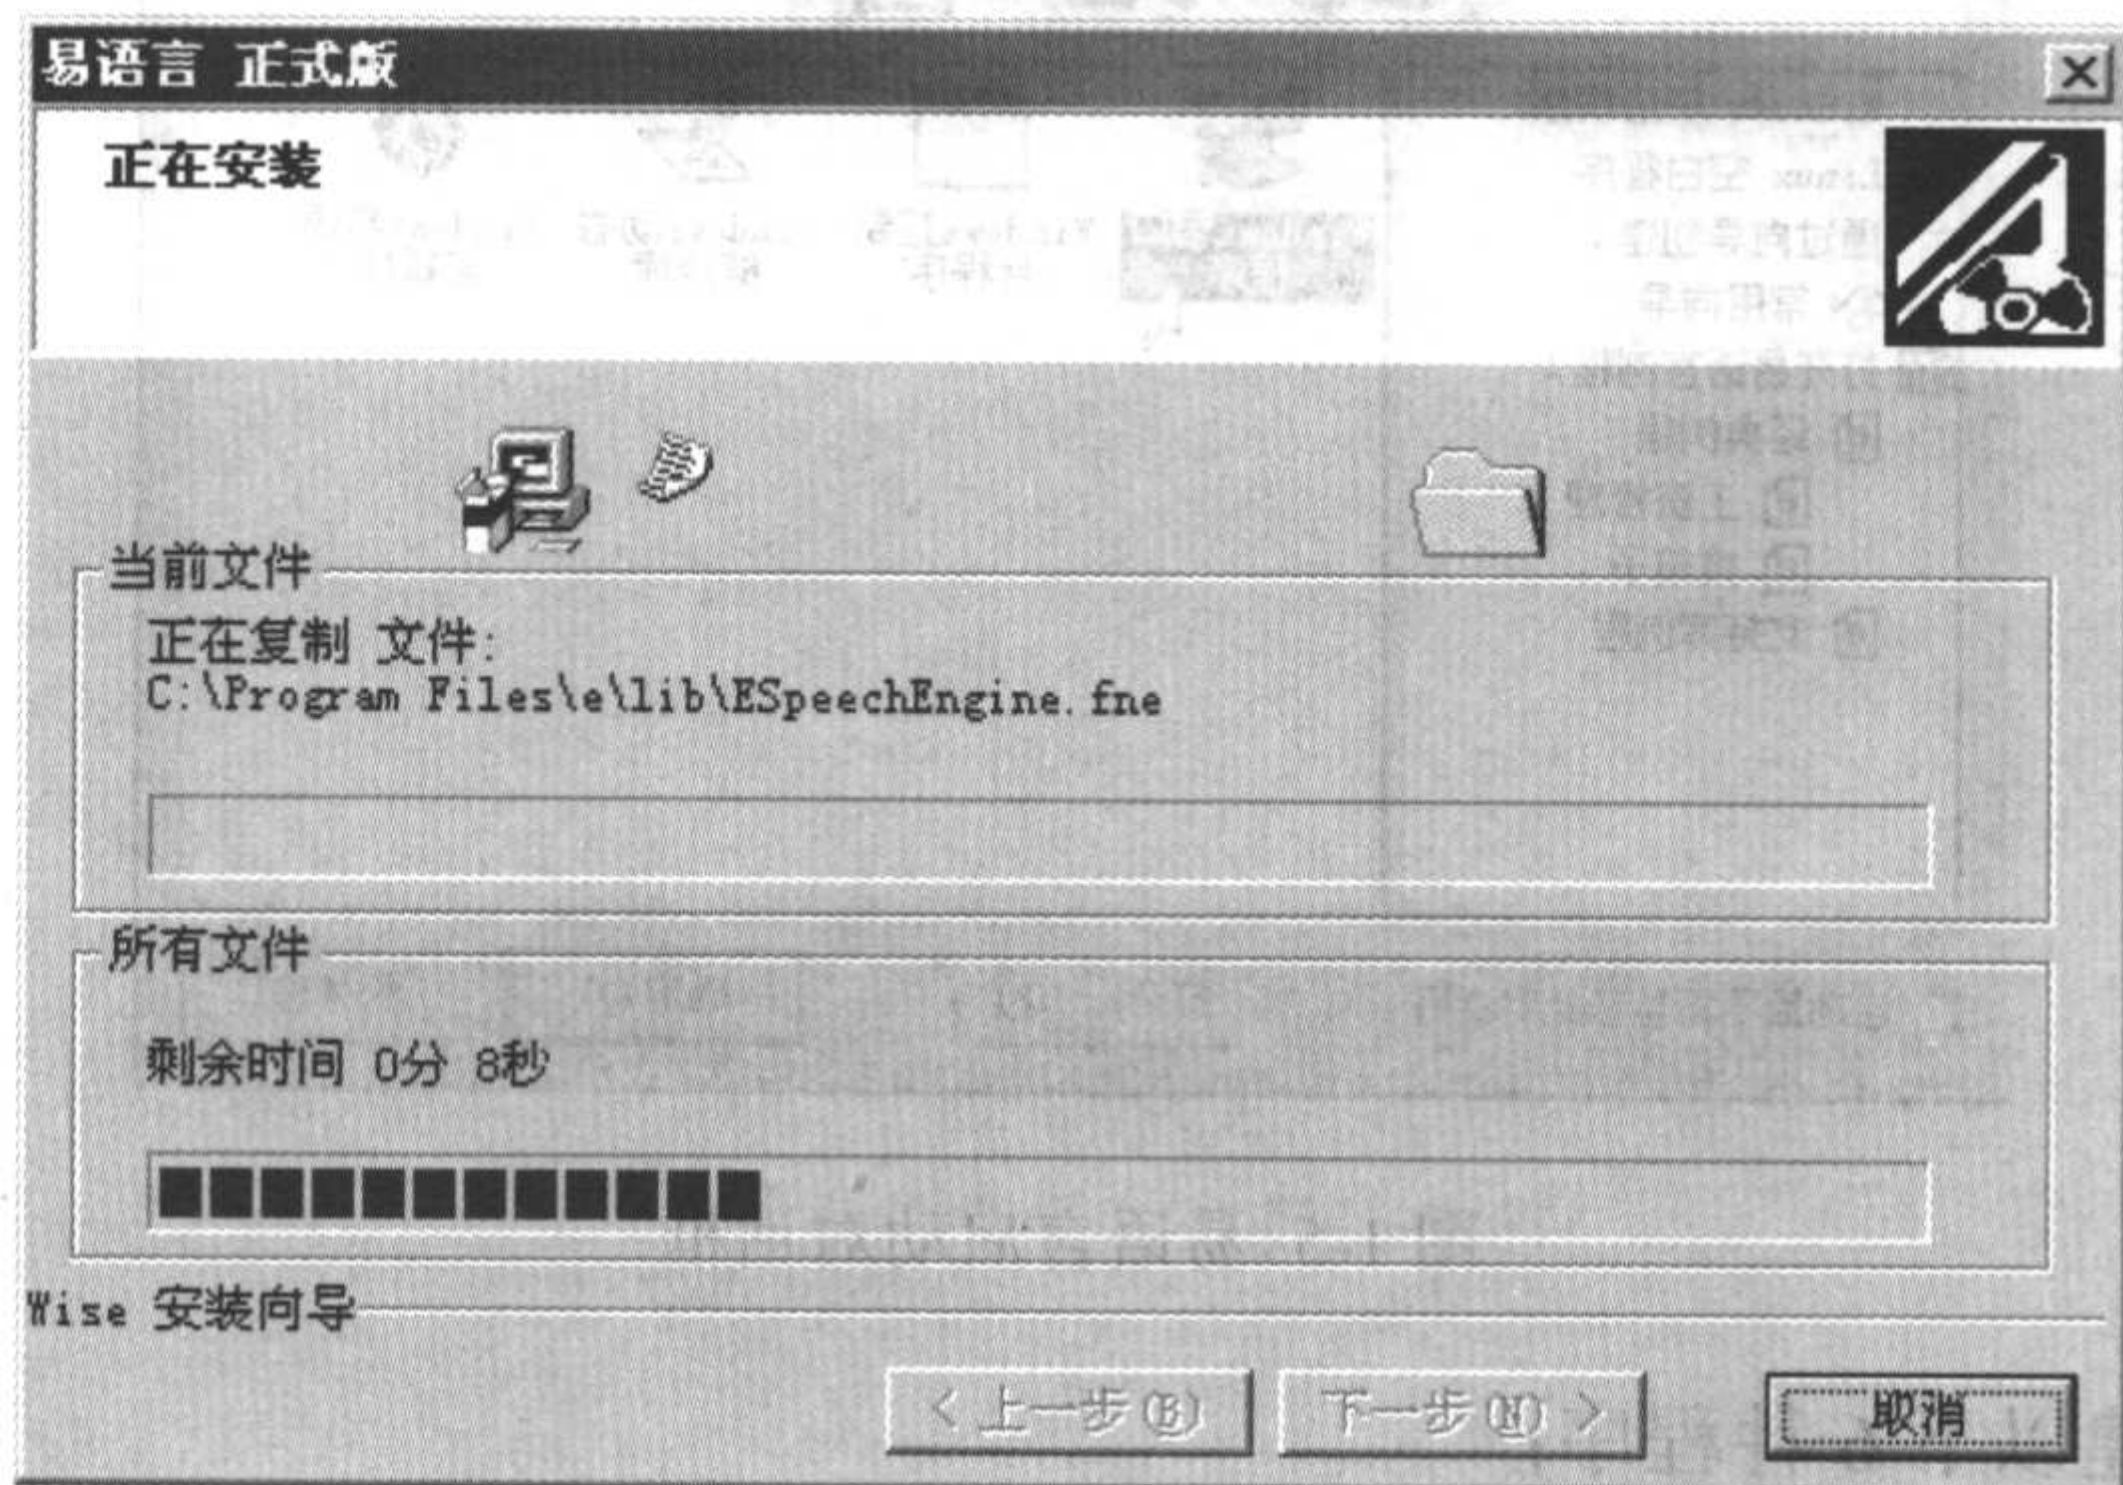 易语言 正式版
正在安装
当前文件
正在复制 文件:
C:\Program Files\e\lib\ESpeechEngine.fne
所有文件
剩余时间 0分 8秒
Wise 安装向导
< 上一步(B)
下一步(N) >
取消